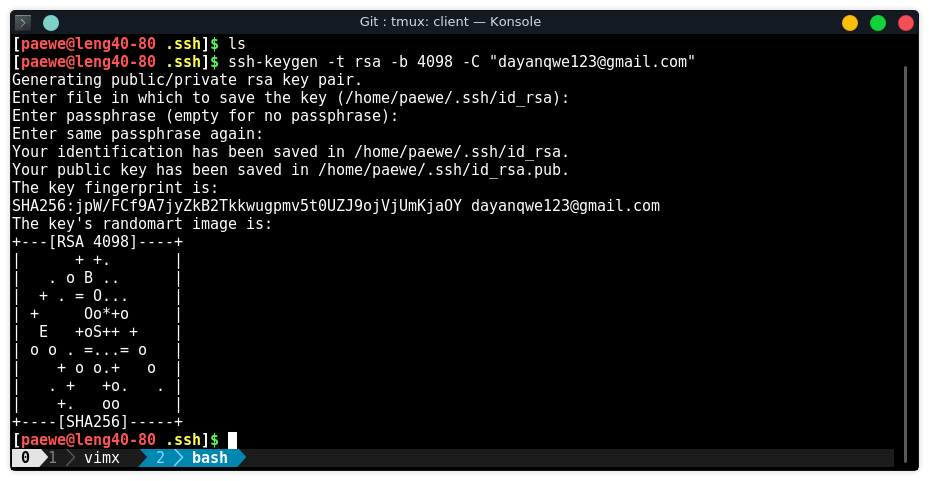 Git : tmux: client — Konsole
[paewe@leng40-80 .ssh]$ ls
[paewe@leng40-80 .ssh]$ ssh-keygen -t rsa -b 4098 -C "dayanqwe123@gmail.com"
Generating public/private rsa key pair.
Enter file in which to save the key (/home/paewe/.ssh/id_rsa):
Enter passphrase (empty for no passphrase):
Enter same passphrase again:
Your identification has been saved in /home/paewe/.ssh/id_rsa.
Your public key has been saved in /home/paewe/.ssh/id_rsa.pub.
The key fingerprint is:
SHA256:jpW/FCf9A7jyZkB2Tkkwugpmv5t0UZJ9ojVjUmKjaOY dayanqwe123@gmail.com
The key's randomart image is:
+---[RSA 4098]----+
|      + +.       |
|   . o B ..      |
|  + . = O...     |
| +     Oo*+o     |
|  E   +oS++ +    |
| o o . =...= o   |
|    + o o.+   o  |
|   . +   +o.   . |
|    +.   oo      |
+----[SHA256]-----+
[paewe@leng40-80 .ssh]$
0 1 vimx 2 bash